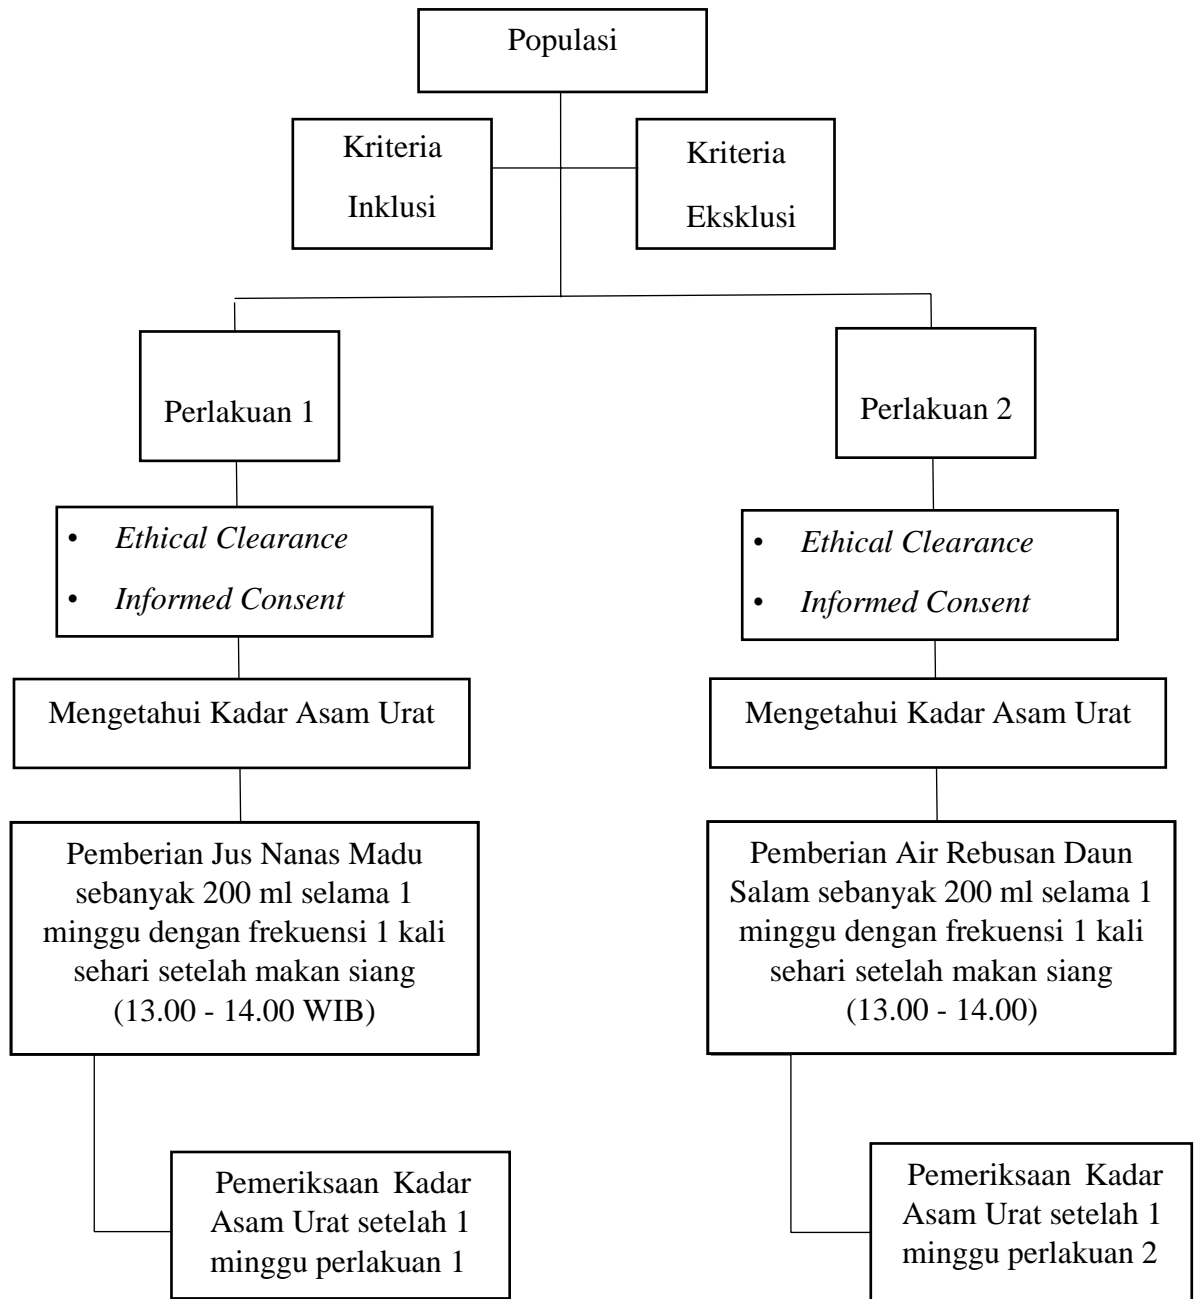 Populasi
Kriteria
Inklusi
Kriteria
Eksklusi
Perlakuan 1
Perlakuan 2
• Ethical Clearance
• Informed Consent
• Ethical Clearance
• Informed Consent
Mengetahui Kadar Asam Urat
Mengetahui Kadar Asam Urat
Pemberian Jus Nanas Madu
sebanyak 200 ml selama 1
minggu dengan frekuensi 1 kali
sehari setelah makan siang
(13.00 - 14.00 WIB)
Pemberian Air Rebusan Daun
Salam sebanyak 200 ml selama 1
minggu dengan frekuensi 1 kali
sehari setelah makan siang
(13.00 - 14.00)
Pemeriksaan Kadar
Asam Urat setelah 1
minggu perlakuan 1
Pemeriksaan Kadar
Asam Urat setelah 1
minggu perlakuan 2